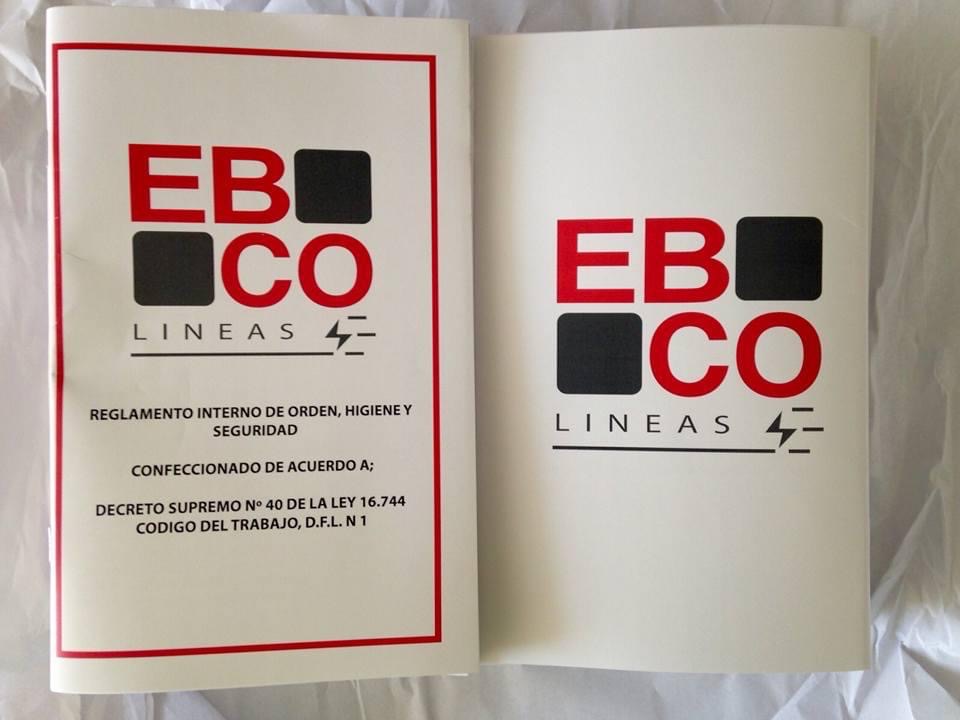 EB
CO
LINEAS
REGLAMENTO INTERNO DE ORDEN, HIGIENE Y
SEGURIDAD
CONFECCIONADO DE ACUERDO A;
DECRETO SUPREMO Nº 40 DE LA LEY 16.744
CODIGO DEL TRABAJO, D.F.L. N 1
EB
CO
LINEAS